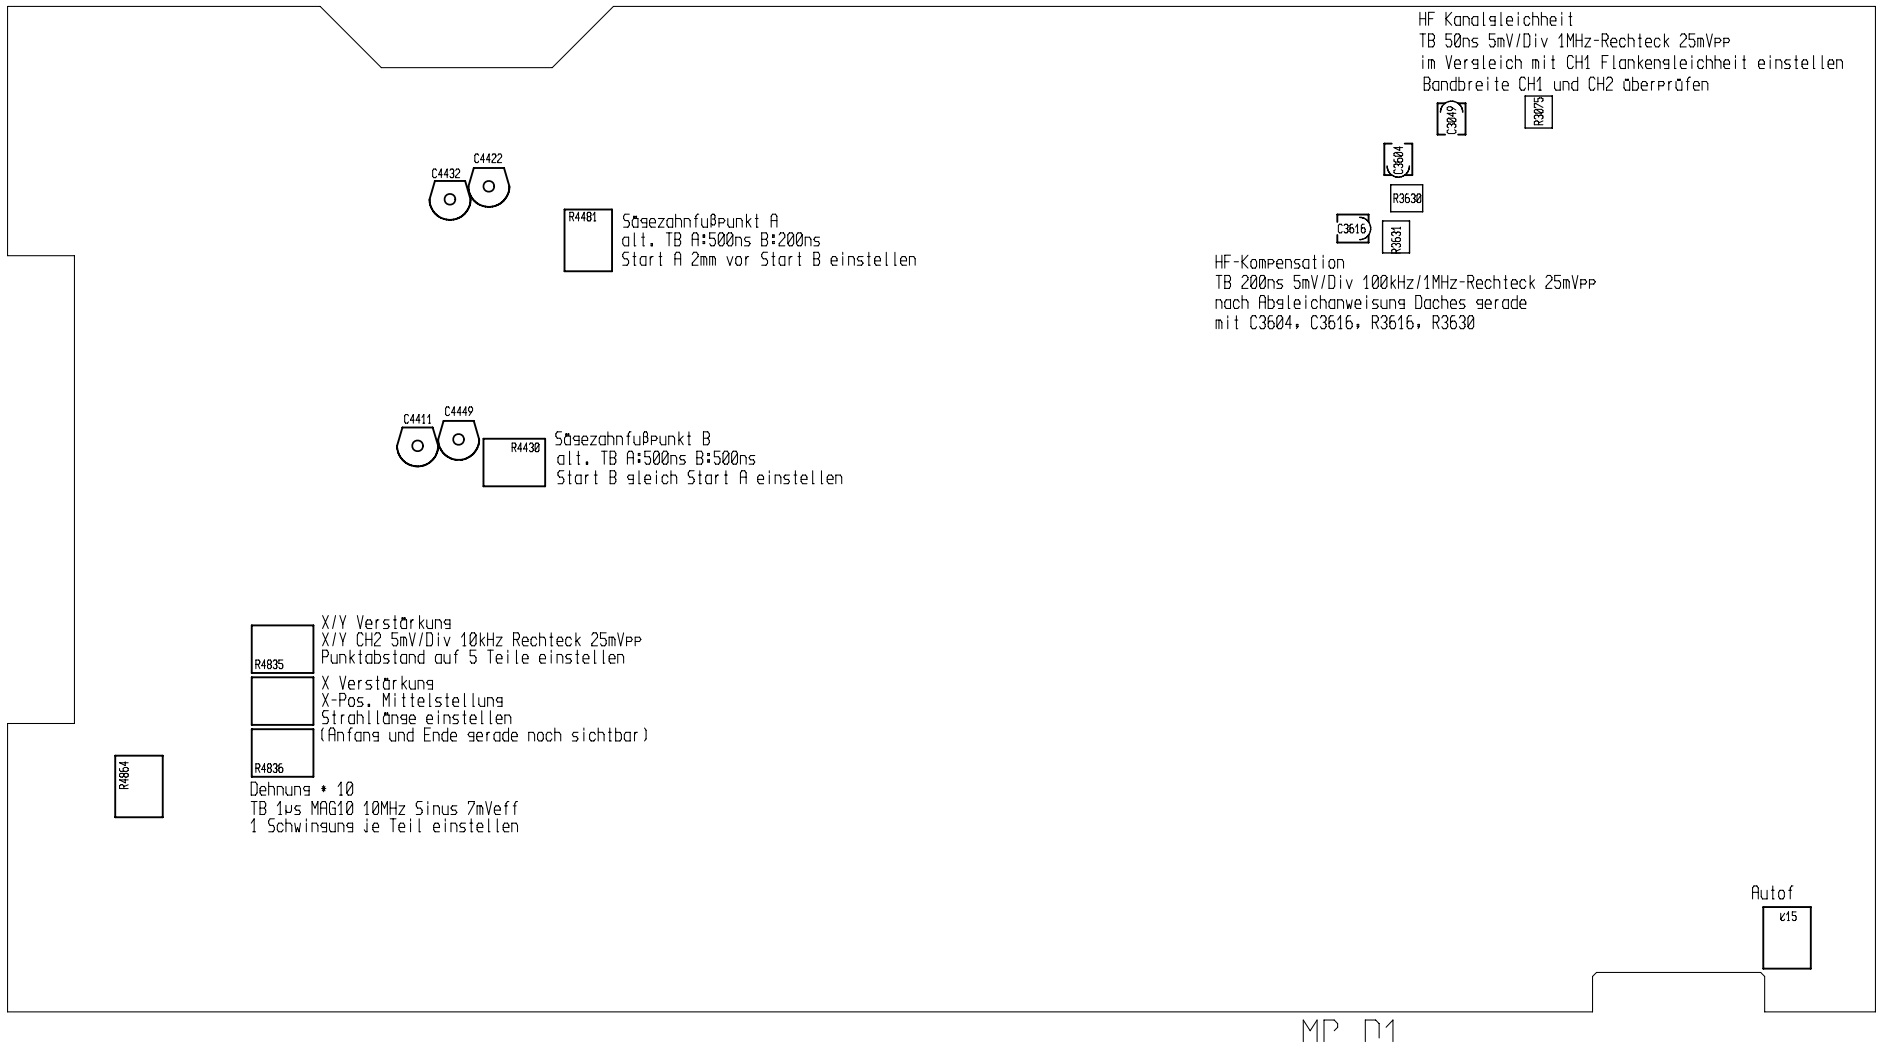 HF Kanalgleichheit
TB 50ns 5mV/Div 1MHz-Rechteck 25mVpp
im Vergleich mit CH1 Flankengleichheit einstellen
Bandbreite CH1 und CH2 überprüfen
C3049
R3075
C3604
R3630
C3616
R3631
HF-Kompensation
TB 200ns 5mV/Div 100kHz/1MHz-Rechteck 25mVpp
nach Abgleichanweisung Daches gerade
mit C3604, C3616, R3616, R3630
C4422
C4432
R4481
Sägezahnfußpunkt A
alt. TB A:500ns B:200ns
Start A 2mm vor Start B einstellen
C4449
C4411
R4430
Sägezahnfußpunkt B
alt. TB A:500ns B:500ns
Start B gleich Start A einstellen
X/Y Verstärkung
X/Y CH2 5mV/Div 10kHz Rechteck 25mVpp
Punktabstand auf 5 Teile einstellen
R4835
X Verstärkung
X-Pos. Mittelstellung
Strahllänge einstellen
(Anfang und Ende gerade noch sichtbar)
R4836
R4864
Dehnung * 10
TB 1µs MAG10 10MHz Sinus 7mVeff
1 Schwingung je Teil einstellen
Autof
15